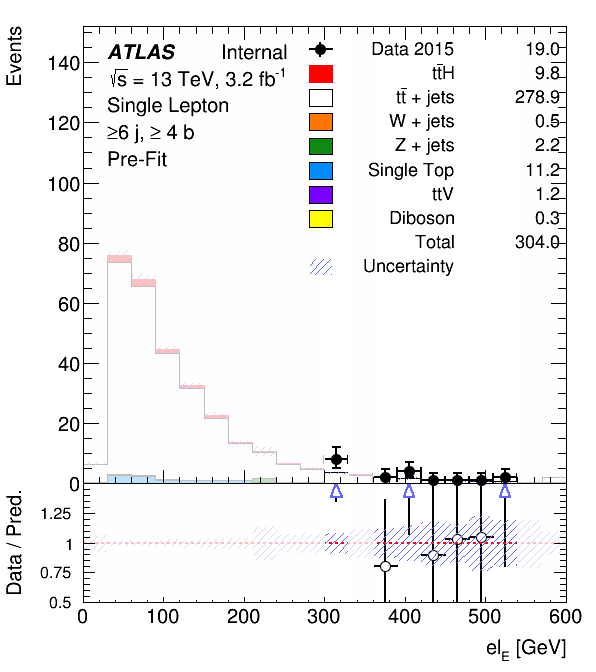 Events
ATLAS Internal
√s = 13 TeV, 3.2 fb⁻¹
Single Lepton
≥6 j, ≥ 4 b
Pre-Fit
Data 2015 19.0
tt̄H 9.8
tt̄ + jets 278.9
W + jets 0.5
Z + jets 2.2
Single Top 11.2
ttV 1.2
Diboson 0.3
Total 304.0
Uncertainty
140
120
100
80
60
40
20
0
Data / Pred.
1.25
1
0.75
0.5
0 100 200 300 400 500 600
el_E [GeV]